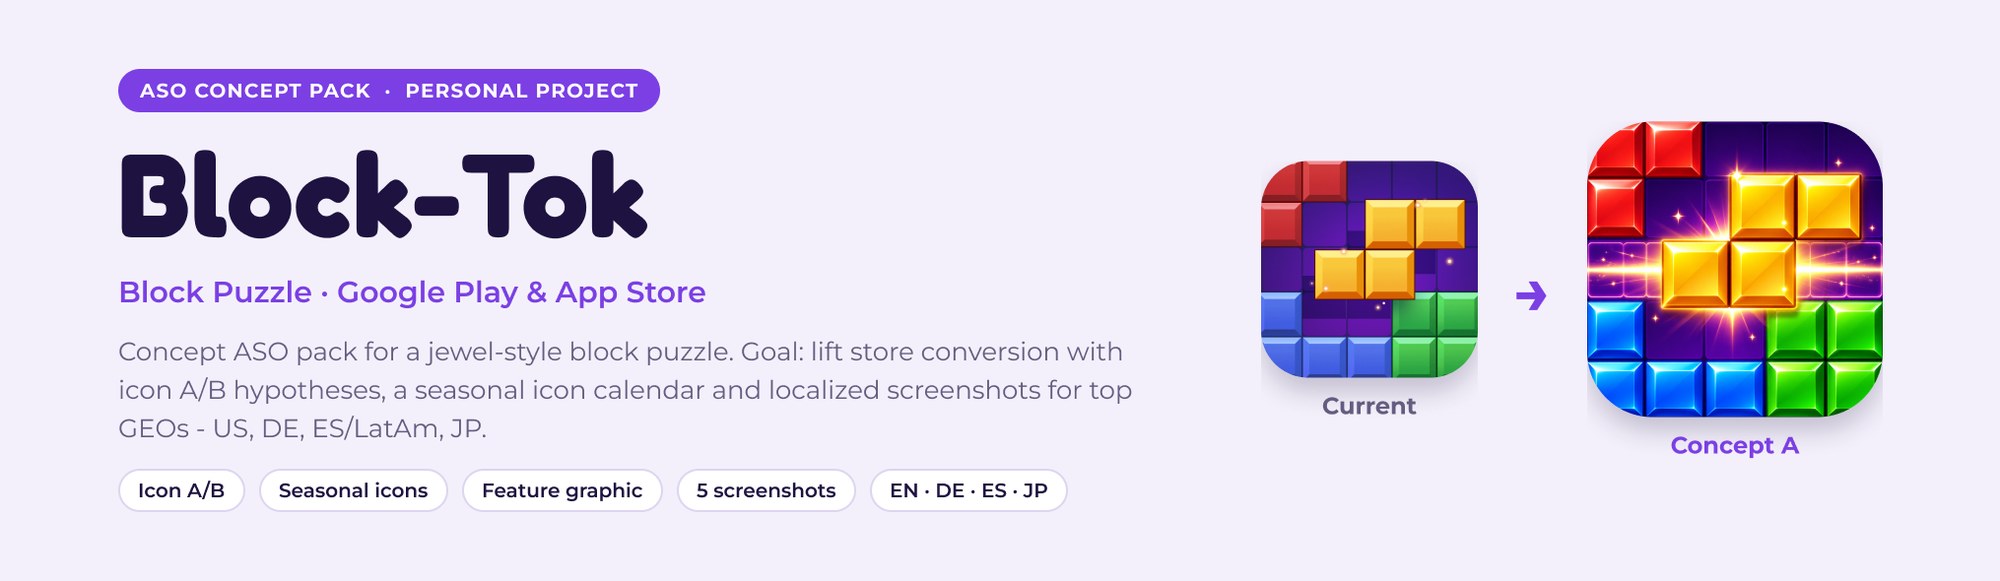 ASO CONCEPT PACK · PERSONAL PROJECT
Block-Tok
Block Puzzle · Google Play & App Store
Concept ASO pack for a jewel-style block puzzle. Goal: lift store conversion with
icon A/B hypotheses, a seasonal icon calendar and localized screenshots for top
GEOs - US, DE, ES/LatAm, JP.
Icon A/B
Seasonal icons
Feature graphic
5 screenshots
EN · DE · ES · JP
Current
Concept A